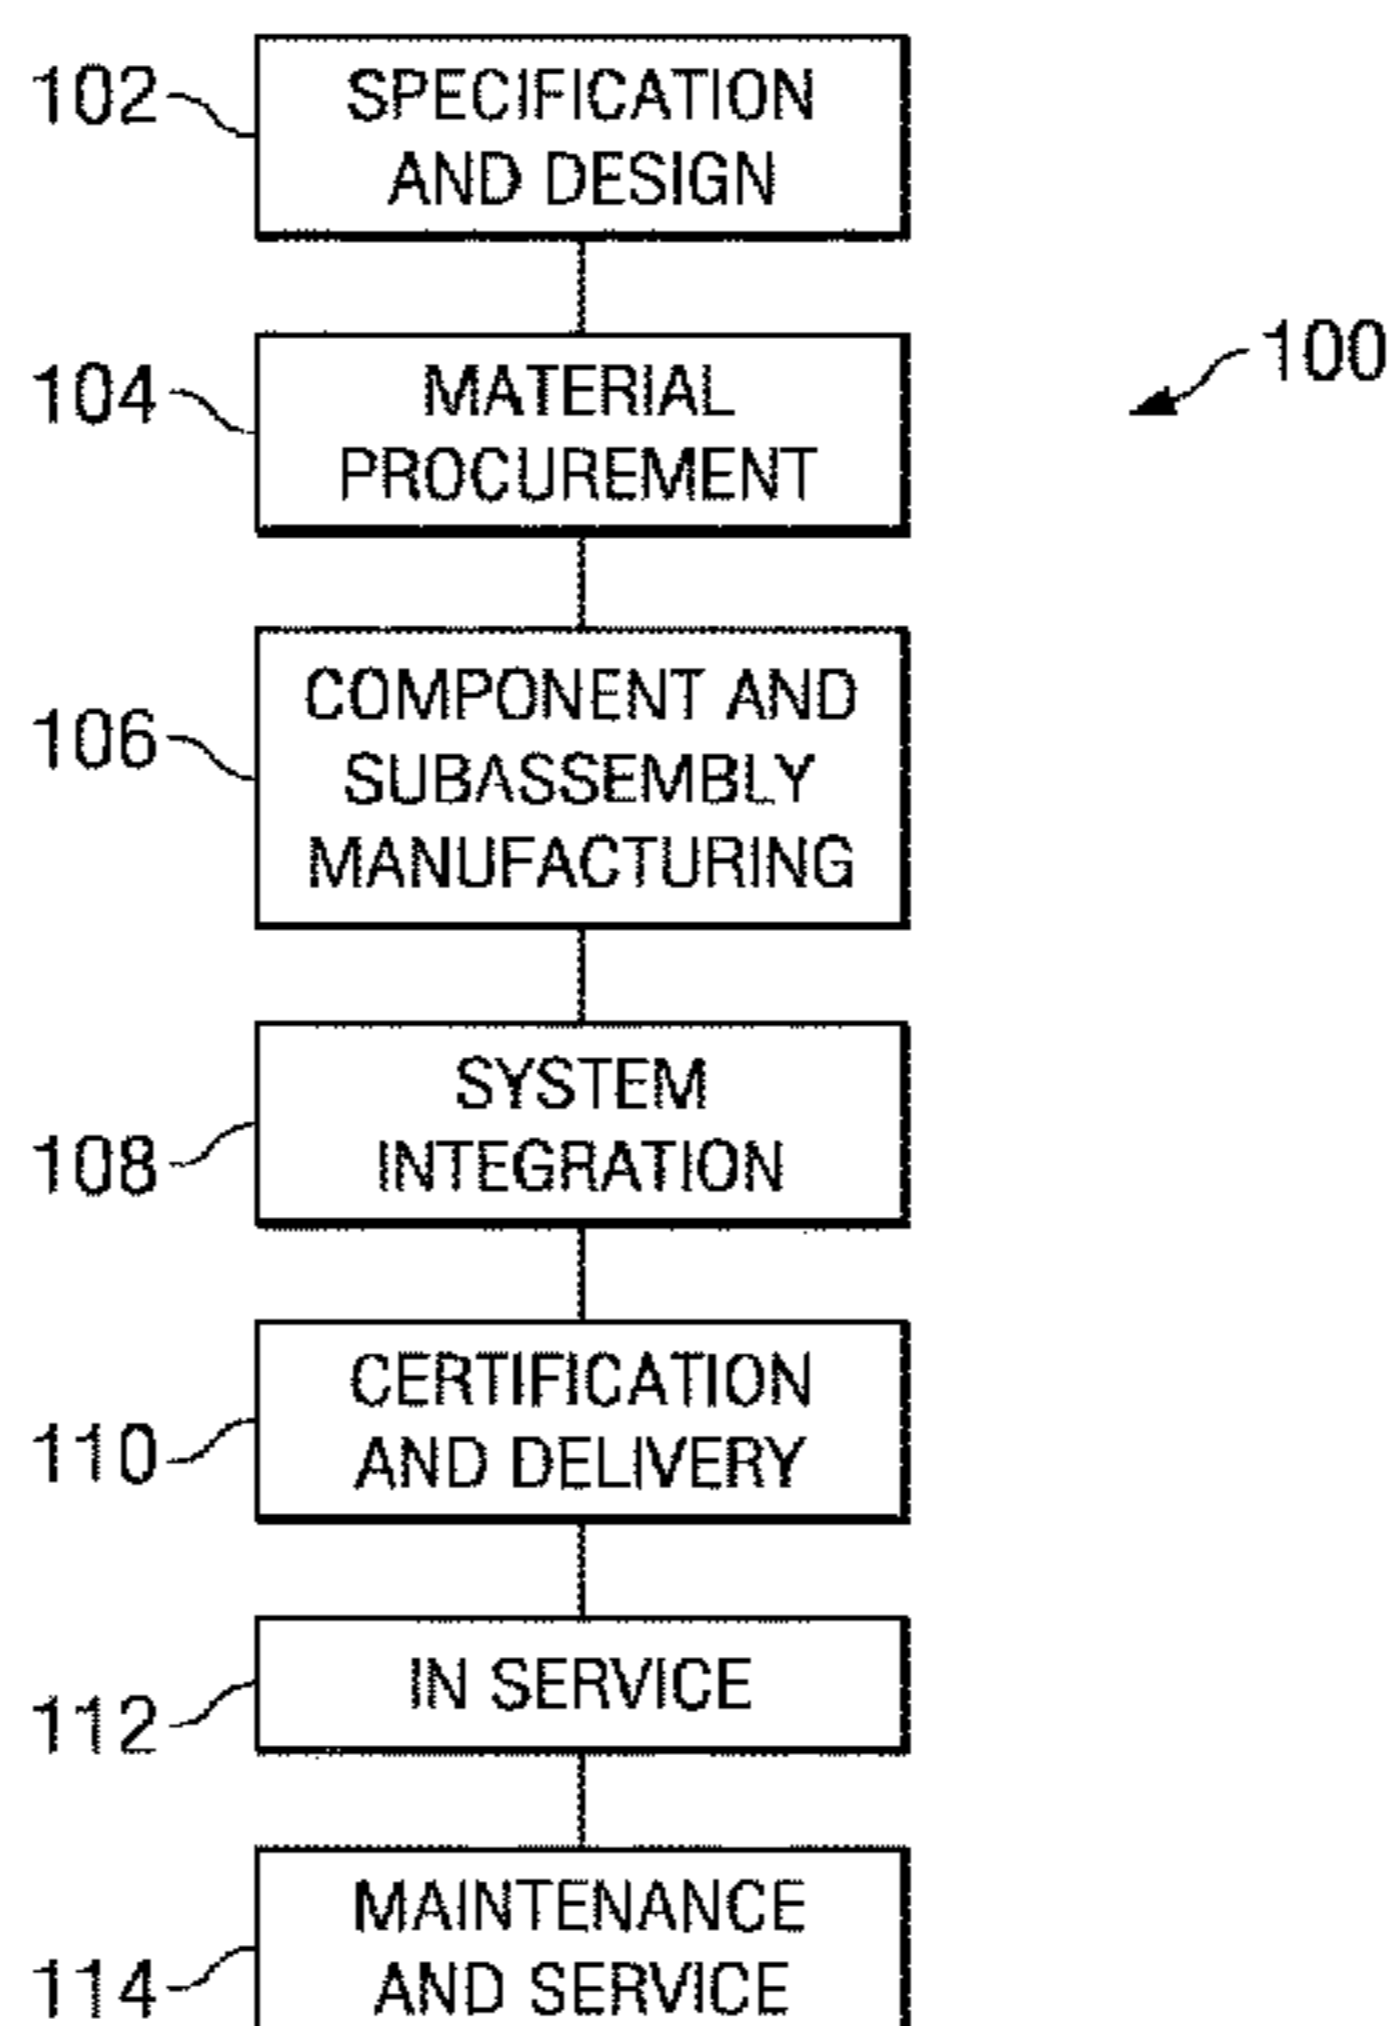 102
SPECIFICATION
AND DESIGN
104
MATERIAL
PROCUREMENT
100
106
COMPONENT AND
SUBASSEMBLY
MANUFACTURING
108
SYSTEM
INTEGRATION
110
CERTIFICATION
AND DELIVERY
112
IN SERVICE
114
MAINTENANCE
AND SERVICE